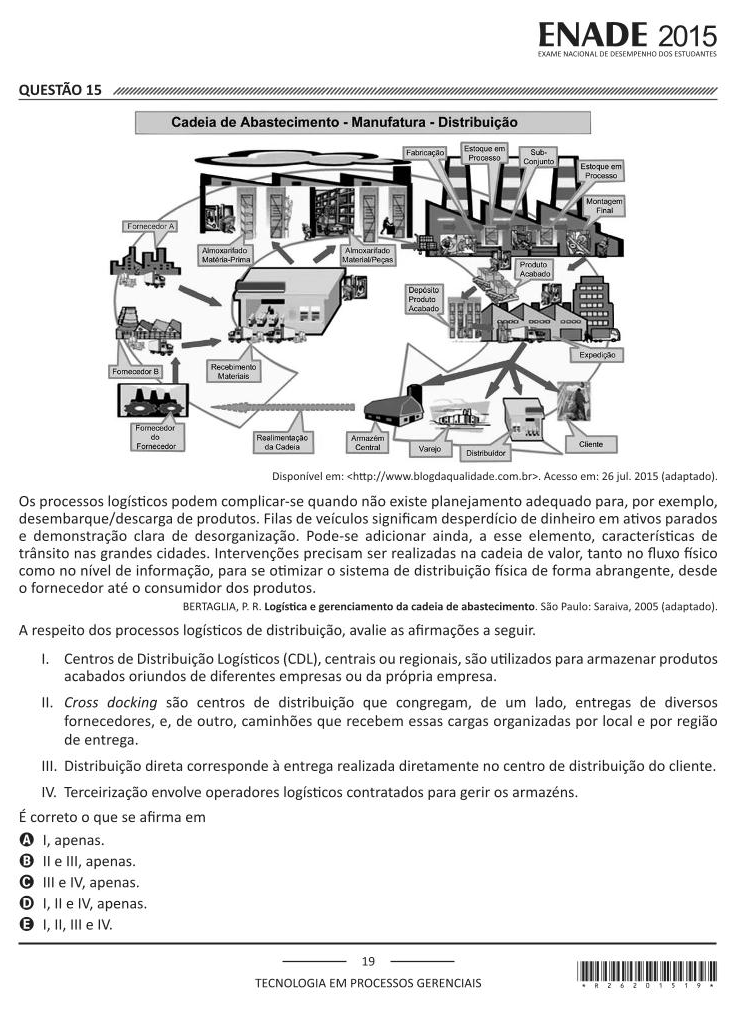 ENADE 2015
EXAME NACIONAL DE DESEMPENHO DOS ESTUDANTES
QUESTÃO 15
Cadeia de Abastecimento - Manufatura - Distribuição
Fabricação
Estoque em
Processo
Sub-
Conjunto
Estoque em
Processo
Montagem
Final
Fornecedor A
Almoxarifado
Matéria-Prima
Almoxarifado
Material/Peças
Produto
Acabado
Depósito
Produto
Acabado
Expedição
Fornecedor B
Recebimento
Materiais
Fornecedor
do
Fornecedor
Realimentação
da Cadeia
Armazém
Central
Varejo
Distribuidor
Cliente
Disponível em: <http://www.blogdaqualidade.com.br>. Acesso em: 26 jul. 2015 (adaptado).
Os processos logísticos podem complicar-se quando não existe planejamento adequado para, por exemplo,
desembarque/descarga de produtos. Filas de veículos significam desperdício de dinheiro em ativos parados
e demonstração clara de desorganização. Pode-se adicionar ainda, a esse elemento, características de
trânsito nas grandes cidades. Intervenções precisam ser realizadas na cadeia de valor, tanto no fluxo físico
como no nível de informação, para se otimizar o sistema de distribuição física de forma abrangente, desde
o fornecedor até o consumidor dos produtos.
BERTAGLIA, P. R. Logística e gerenciamento da cadeia de abastecimento. São Paulo: Saraiva, 2005 (adaptado).
A respeito dos processos logísticos de distribuição, avalie as afirmações a seguir.
I. Centros de Distribuição Logísticos (CDL), centrais ou regionais, são utilizados para armazenar produtos
acabados oriundos de diferentes empresas ou da própria empresa.
II. Cross docking são centros de distribuição que congregam, de um lado, entregas de diversos
fornecedores, e, de outro, caminhões que recebem essas cargas organizadas por local e por região
de entrega.
III. Distribuição direta corresponde à entrega realizada diretamente no centro de distribuição do cliente.
IV. Terceirização envolve operadores logísticos contratados para gerir os armazéns.
É correto o que se afirma em
A I, apenas.
B II e III, apenas.
C III e IV, apenas.
D I, II e IV, apenas.
E I, II, III e IV.
19
TECNOLOGIA EM PROCESSOS GERENCIAIS
* R 2 6 2 0 1 5 1 9 *